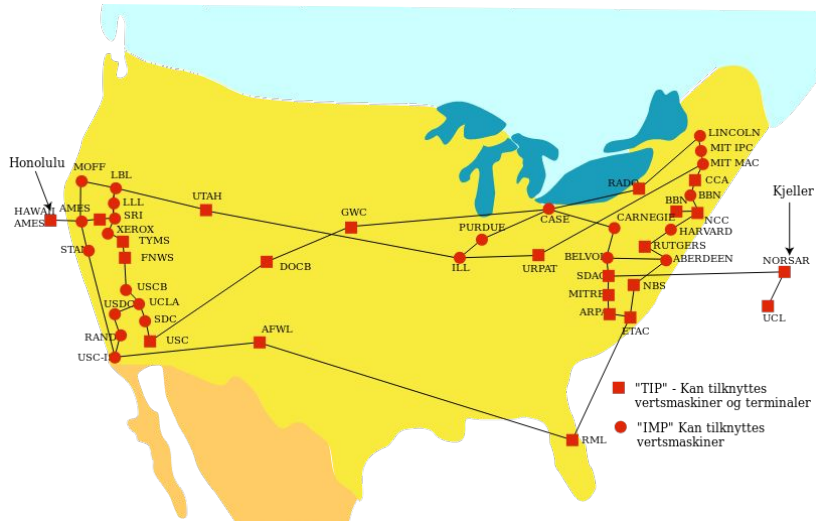 LINCOLN
MIT IPC
MIT MAC
CCA
BBN
BBN
NCC
HARVARD
RUTGERS
ABERDEEN
RADC
Honolulu
MOFF
LBL
LLL
HAWAII
AMES
AMES
SRI
XEROX
TYMS
STAN
FNWS
UTAH
GWC
DOCB
PURDUE
CASE
CARNEGIE
ILL
URPAT
BELVOI
SDAC
MITRE
ARPA
ETAC
NBS
Kjeller
NORSAR
UCL
USCB
USDC
UCLA
SDC
RAND
USC
USC-II
AFWL
RML
"TIP" - Kan tilknyttes
vertsmaskiner og terminaler
"IMP" Kan tilknyttes
vertsmaskiner